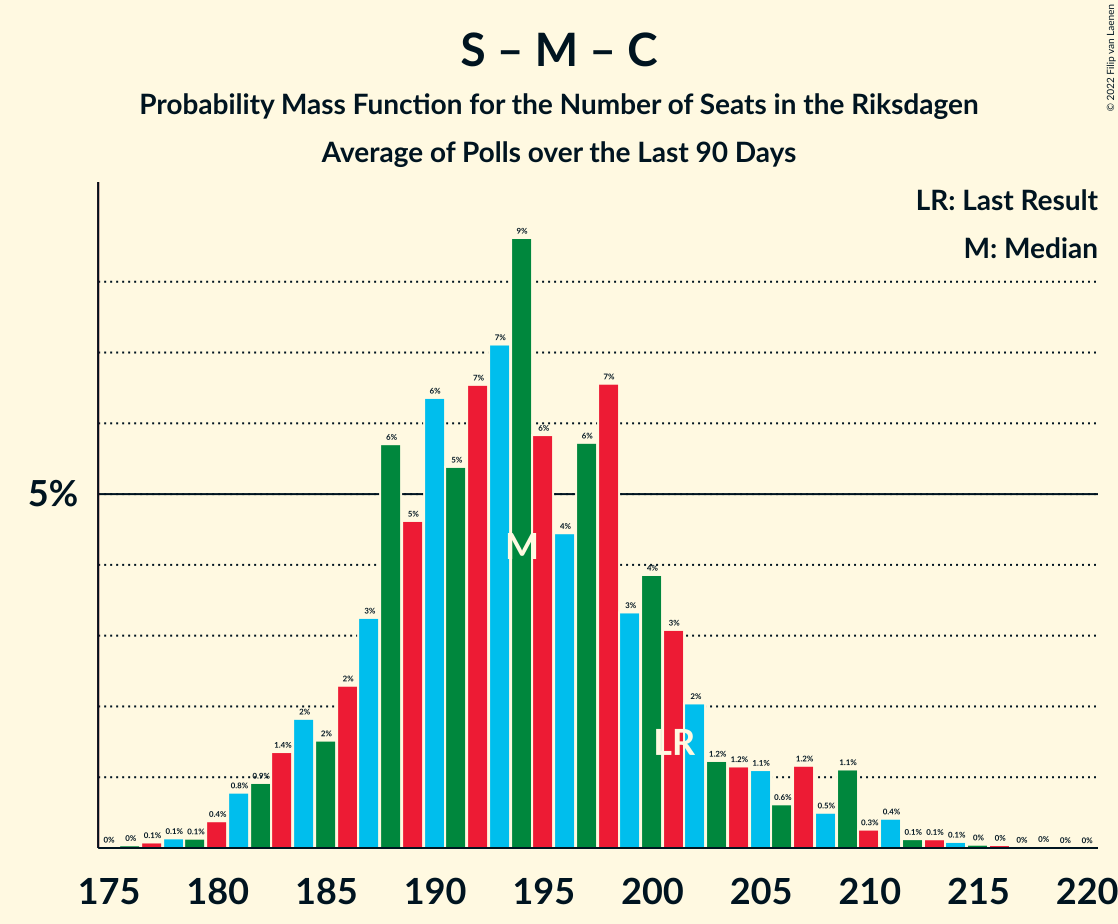 S – M – C
Probability Mass Function for the Number of Seats in the Riksdagen
Average of Polls over the Last 90 Days
© 2022 Filip van Laenen
LR: Last Result
M: Median
5%
0% 0% 0.1% 0.1% 0.1% 0.4% 0.8% 0.9% 1.4% 2% 2% 2% 3% 6% 5% 6% 5% 7% 7% 9% 6% 4% 6% 7% 3% 4% 3% 2% 1.2% 1.2% 1.1% 0.6% 1.2% 0.5% 1.1% 0.3% 0.4% 0.1% 0.1% 0.1% 0% 0% 0% 0% 0% 0%
M
LR
175 180 185 190 195 200 205 210 215 220